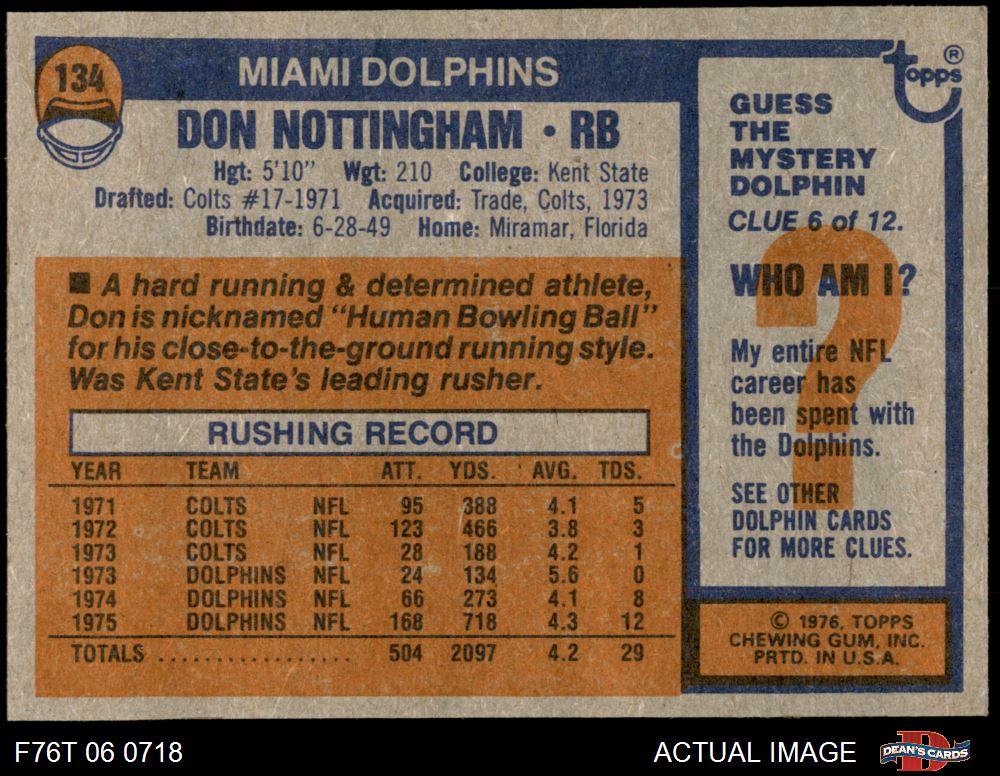 134
MIAMI DOLPHINS
DON NOTTINGHAM • RB
Hgt: 5'10" Wgt: 210 College: Kent State
Drafted: Colts #17-1971 Acquired: Trade, Colts, 1973
Birthdate: 6-28-49 Home: Miramar, Florida
■ A hard running & determined athlete,
Don is nicknamed "Human Bowling Ball"
for his close-to-the-ground running style.
Was Kent State's leading rusher.
RUSHING RECORD
YEAR TEAM ATT. YDS. AVG. TDS.
1971 COLTS NFL 95 388 4.1 5
1972 COLTS NFL 123 466 3.8 3
1973 COLTS NFL 28 188 4.2 1
1973 DOLPHINS NFL 24 134 5.6 0
1974 DOLPHINS NFL 66 273 4.1 8
1975 DOLPHINS NFL 168 718 4.3 12
TOTALS .................. 504 2097 4.2 29
topps ®
GUESS
THE
MYSTERY
DOLPHIN
CLUE 6 of 12.
?
WHO AM I?
My entire NFL
career has
been spent with
the Dolphins.
SEE OTHER
DOLPHIN CARDS
FOR MORE CLUES.
© 1976, TOPPS
CHEWING GUM, INC.
PRTD. IN U.S.A.
F76T 06 0718
ACTUAL IMAGE
D
DEAN'S CARDS